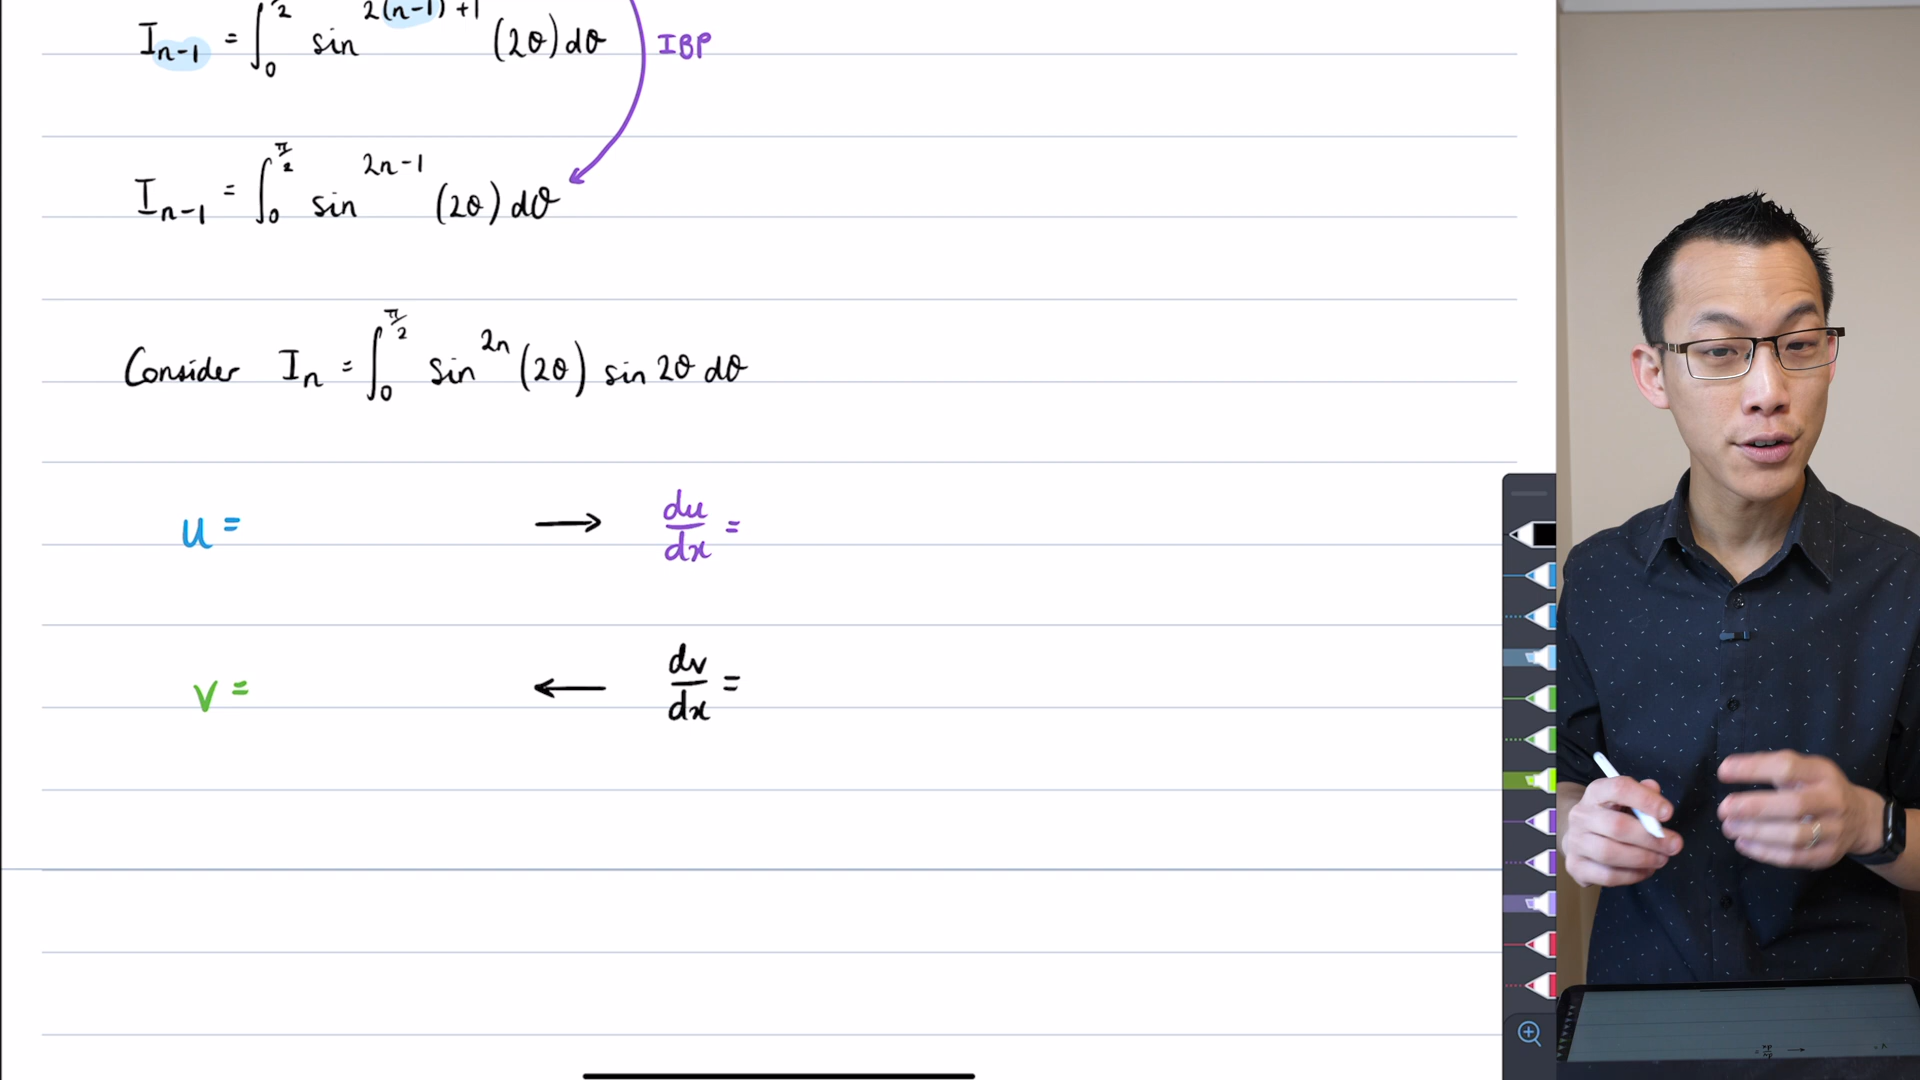 I_{n-1} = ∫_0^{π/2} sin^{2(n-1)+1} (2θ) dθ IBP
I_{n-1} = ∫_0^{π/2} sin^{2n-1} (2θ) dθ
Consider I_n = ∫_0^{π/2} sin^{2n} (2θ) sin 2θ dθ
u = → du/dx =
v = ← dv/dx =